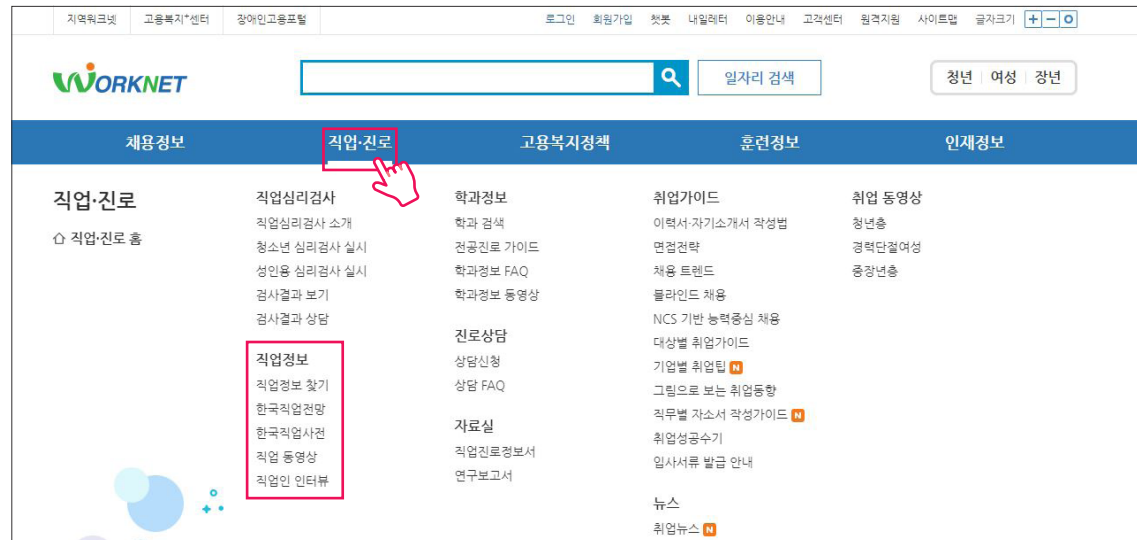 지역워크넷 고용복지+센터 장애인고용포털 로그인 회원가입 챗봇 내일레터 이용안내 고객센터 원격지원 사이트맵 글자크기
WORKNET 일자리 검색 청년 여성 장년
채용정보 직업·진로 고용복지정책 훈련정보 인재정보
직업·진로
직업·진로 홈
직업심리검사
직업심리검사 소개
청소년 심리검사 실시
성인용 심리검사 실시
검사결과 보기
검사결과 상담
직업정보
직업정보 찾기
한국직업전망
한국직업사전
직업 동영상
직업인 인터뷰
학과정보
학과 검색
전공진로 가이드
학과정보 FAQ
학과정보 동영상
진로상담
상담신청
상담 FAQ
자료실
직업진로정보서
연구보고서
취업가이드
이력서·자기소개서 작성법
면접전략
채용 트렌드
블라인드 채용
NCS 기반 능력중심 채용
대상별 취업가이드
기업별 취업팁 N
그림으로 보는 취업동향
직무별 자소서 작성가이드 N
취업성공수기
입사서류 발급 안내
뉴스
취업뉴스 N
취업 동영상
청년층
경력단절여성
중장년층